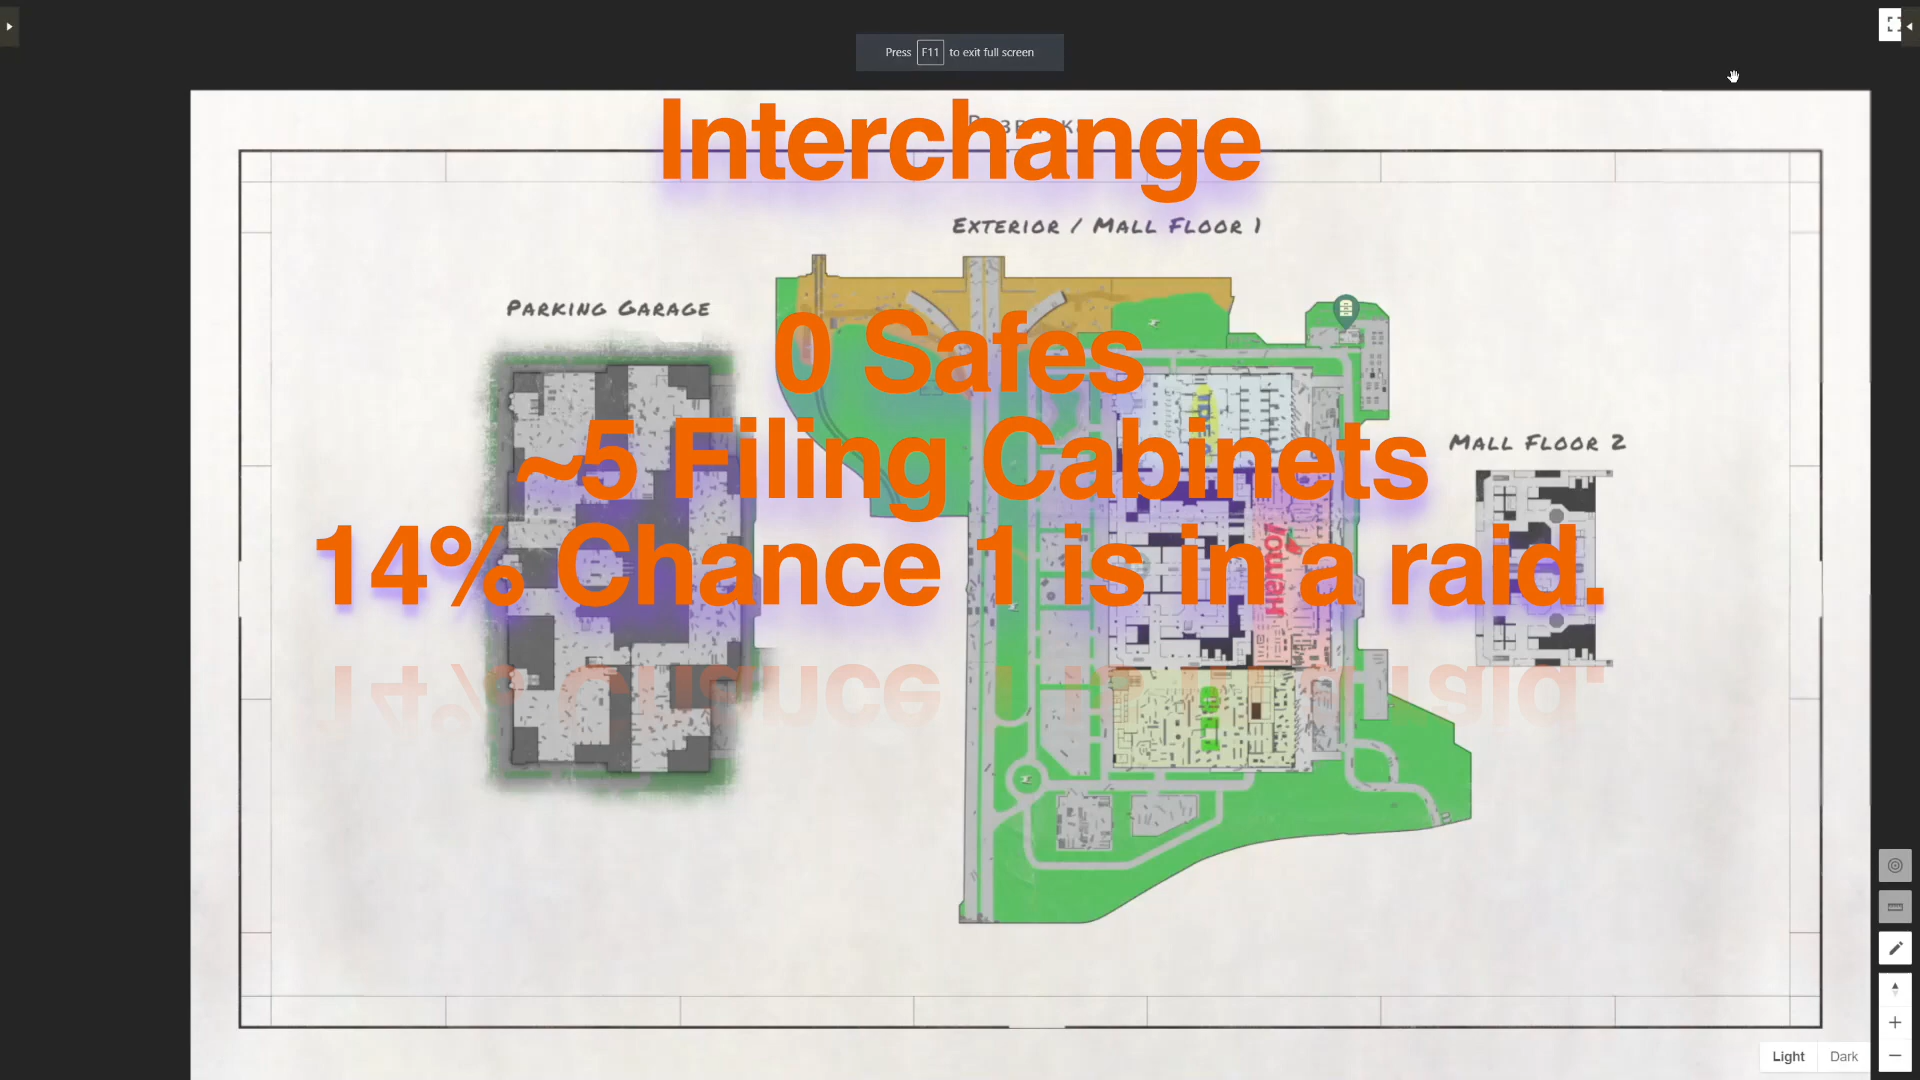 Press F11 to exit full screen
Interchange
Exterior / Mall Floor 1
Parking Garage
0 Safes
~5 Filing Cabinets
Mall Floor 2
14% Chance 1 is in a raid.
Light Dark